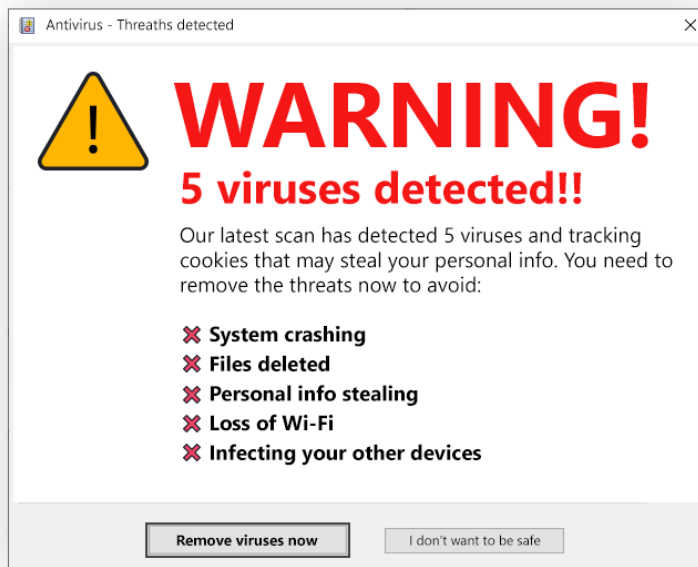 Antivirus - Threaths detected
WARNING!
5 viruses detected!!
Our latest scan has detected 5 viruses and tracking
cookies that may steal your personal info. You need to
remove the threats now to avoid:
System crashing
Files deleted
Personal info stealing
Loss of Wi-Fi
Infecting your other devices
Remove viruses now
I don't want to be safe